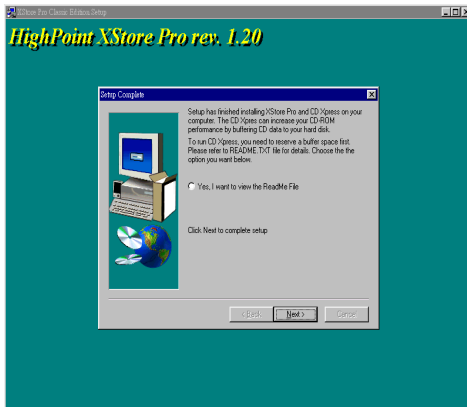 XStore Pro Classic Edition Setup
HighPoint XStore Pro rev. 1.20
Setup Complete
Setup has finished installing XStore Pro and CD Xpress on your
computer. The CD Xpres can increase your CD-ROM
performance by buffering CD data to your hard disk.
To run CD Xpress, you need to reserve a buffer space first.
Please refer to README.TXT file for details. Choose the the
option you want below.
Yes, I want to view the ReadMe File
Click Next to complete setup
< Back
Next >
Cancel